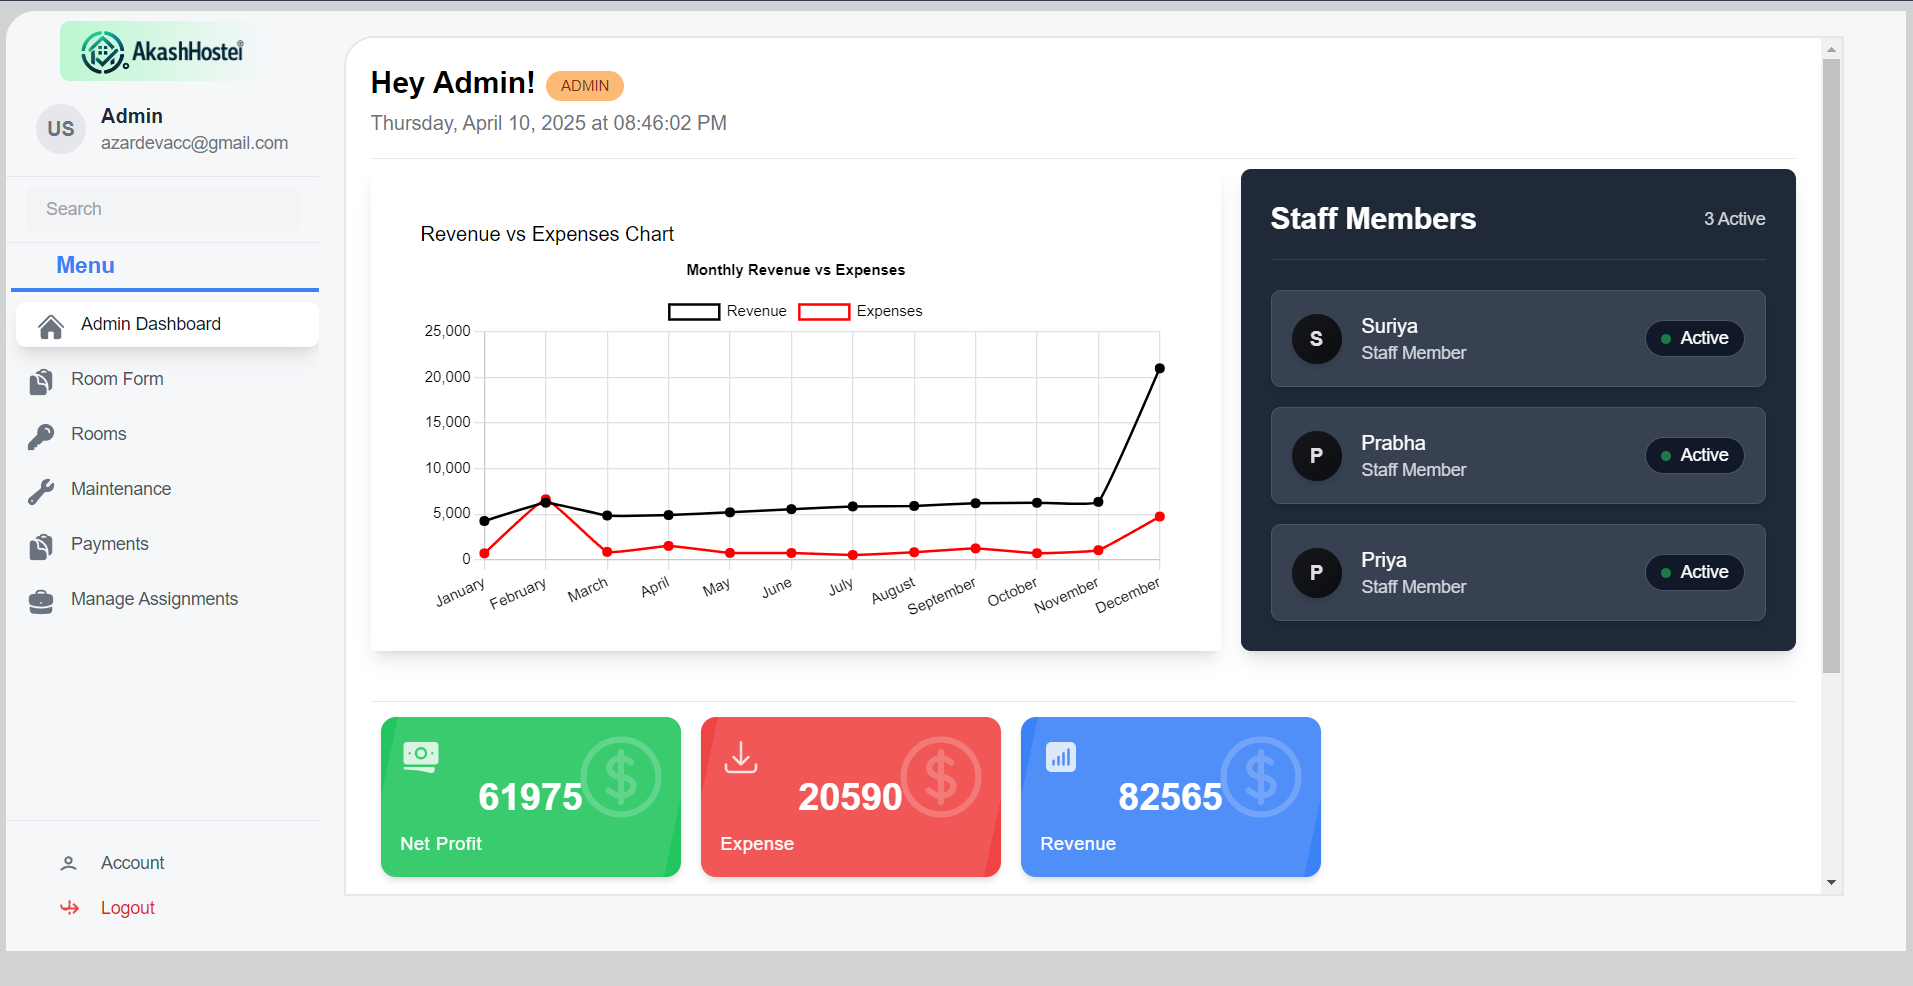 AkashHostel
US
Admin
azardevacc@gmail.com
Search
Menu
Admin Dashboard
Room Form
Rooms
Maintenance
Payments
Manage Assignments
Account
Logout
Hey Admin! ADMIN
Thursday, April 10, 2025 at 08:46:02 PM
Revenue vs Expenses Chart
Monthly Revenue vs Expenses
Revenue Expenses
25,000
20,000
15,000
10,000
5,000
0
January February March April May June July August September October November December
Staff Members 3 Active
S Suriya
Staff Member
Active
P Prabha
Staff Member
Active
P Priya
Staff Member
Active
61975
Net Profit
20590
Expense
82565
Revenue